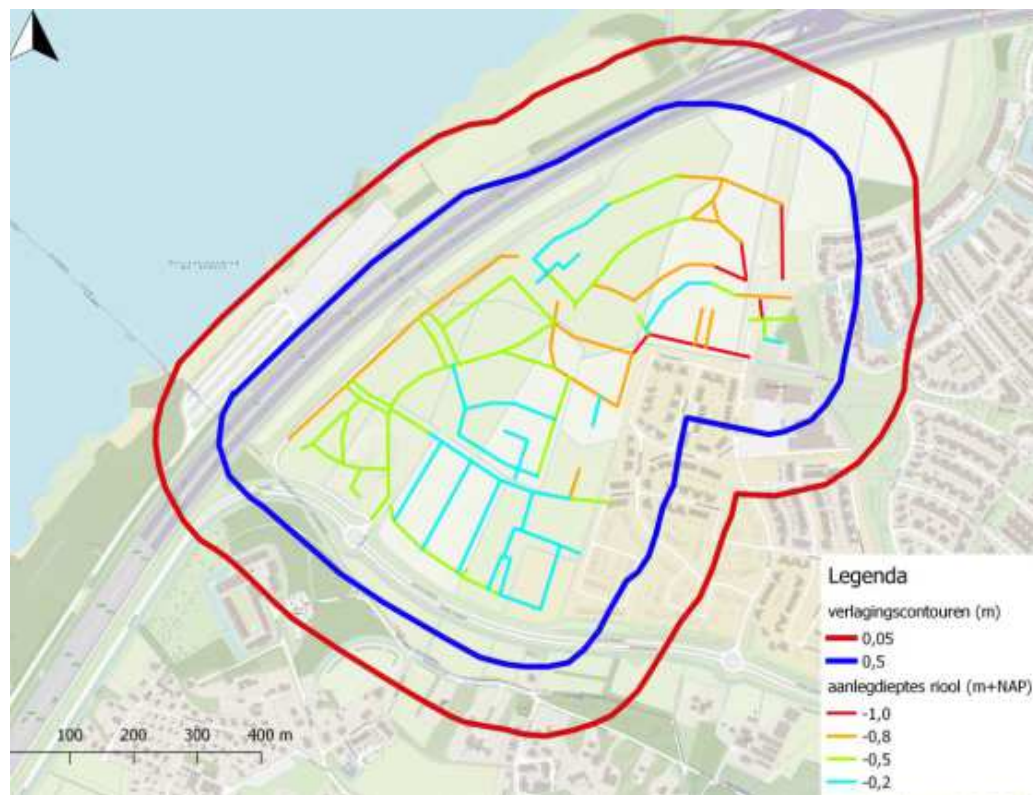 Legenda
verlagingscontouren (m)
0,05
0,5
aanlegdieptes riool (m+NAP)
-1,0
-0,8
-0,5
-0,2
100 200 300 400 m